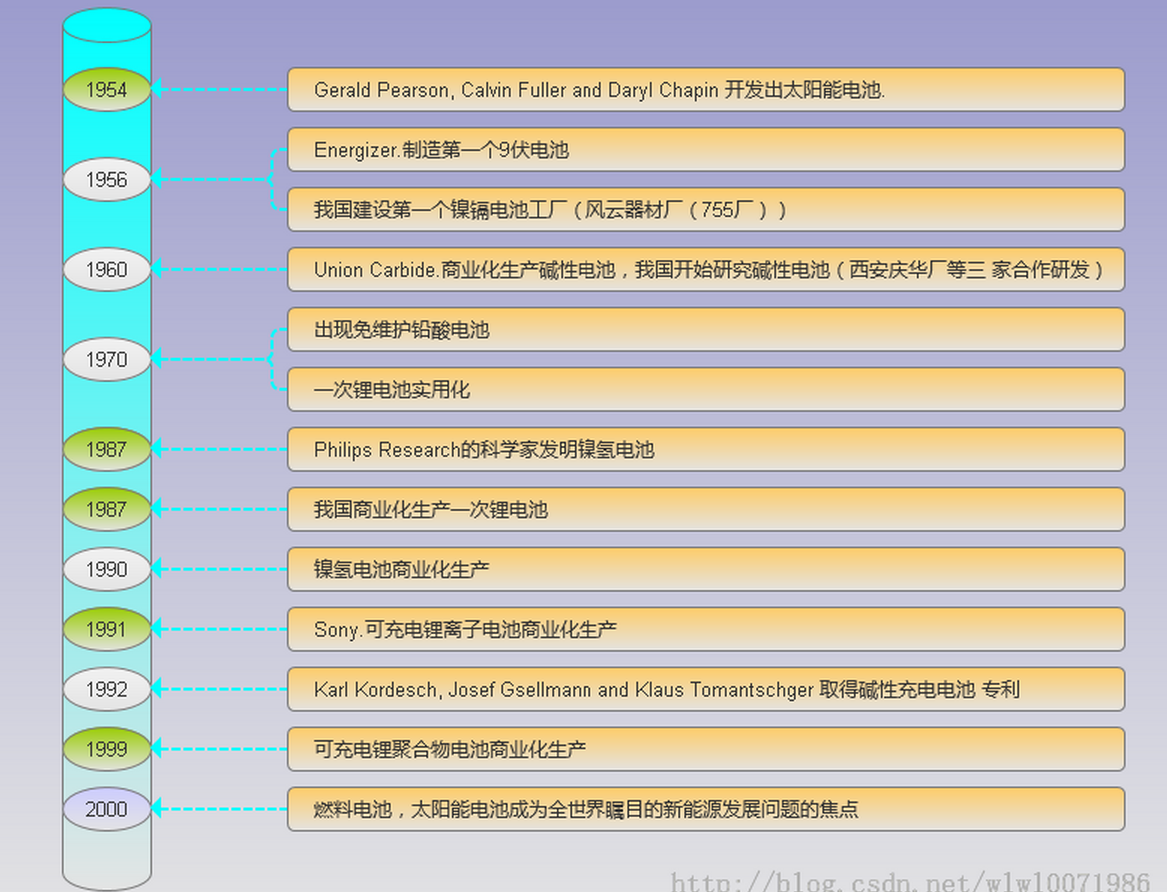 1954 Gerald Pearson, Calvin Fuller and Daryl Chapin 开发出太阳能电池.
1956 Energizer.制造第一个9伏电池
我国建设第一个镍镉电池工厂（风云器材厂（755厂））
1960 Union Carbide.商业化生产碱性电池，我国开始研究碱性电池（西安庆华厂等三 家合作研发）
1970 出现免维护铅酸电池
一次锂电池实用化
1987 Philips Research的科学家发明镍氢电池
1987 我国商业化生产一次锂电池
1990 镍氢电池商业化生产
1991 Sony.可充电锂离子电池商业化生产
1992 Karl Kordesch, Josef Gsellmann and Klaus Tomantschger 取得碱性充电电池 专利
1999 可充电锂聚合物电池商业化生产
2000 燃料电池，太阳能电池成为全世界瞩目的新能源发展问题的焦点
http://blog.csdn.net/wlwl0071986